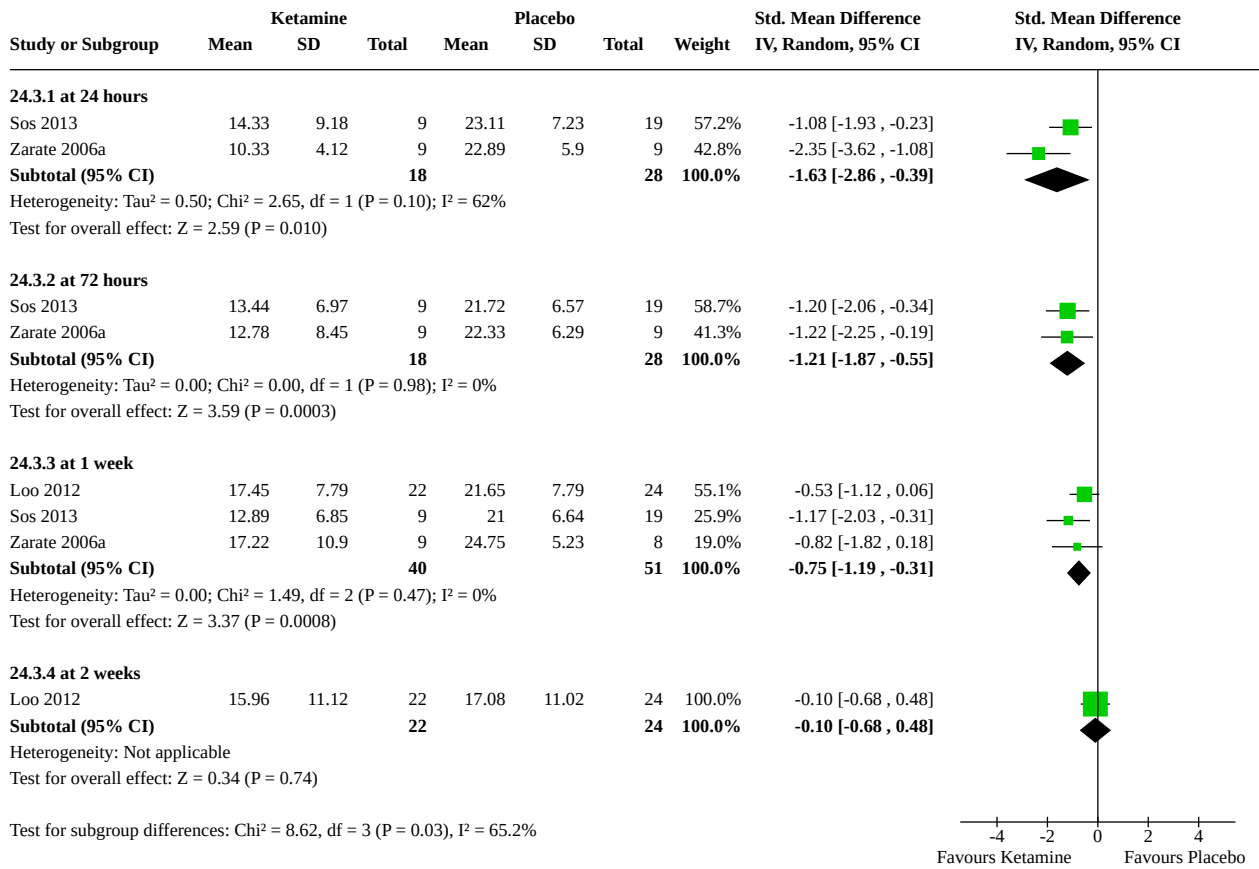 Ketamine Placebo Std. Mean Difference Std. Mean Difference
Study or Subgroup Mean SD Total Mean SD Total Weight IV, Random, 95% CI IV, Random, 95% CI
24.3.1 at 24 hours
Sos 2013 14.33 9.18 9 23.11 7.23 19 57.2% -1.08 [-1.93 , -0.23]
Zarate 2006a 10.33 4.12 9 22.89 5.9 9 42.8% -2.35 [-3.62 , -1.08]
Subtotal (95% CI) 18 28 100.0% -1.63 [-2.86 , -0.39]
Heterogeneity: Tau² = 0.50; Chi² = 2.65, df = 1 (P = 0.10); I² = 62%
Test for overall effect: Z = 2.59 (P = 0.010)
24.3.2 at 72 hours
Sos 2013 13.44 6.97 9 21.72 6.57 19 58.7% -1.20 [-2.06 , -0.34]
Zarate 2006a 12.78 8.45 9 22.33 6.29 9 41.3% -1.22 [-2.25 , -0.19]
Subtotal (95% CI) 18 28 100.0% -1.21 [-1.87 , -0.55]
Heterogeneity: Tau² = 0.00; Chi² = 0.00, df = 1 (P = 0.98); I² = 0%
Test for overall effect: Z = 3.59 (P = 0.0003)
24.3.3 at 1 week
Loo 2012 17.45 7.79 22 21.65 7.79 24 55.1% -0.53 [-1.12 , 0.06]
Sos 2013 12.89 6.85 9 21 6.64 19 25.9% -1.17 [-2.03 , -0.31]
Zarate 2006a 17.22 10.9 9 24.75 5.23 8 19.0% -0.82 [-1.82 , 0.18]
Subtotal (95% CI) 40 51 100.0% -0.75 [-1.19 , -0.31]
Heterogeneity: Tau² = 0.00; Chi² = 1.49, df = 2 (P = 0.47); I² = 0%
Test for overall effect: Z = 3.37 (P = 0.0008)
24.3.4 at 2 weeks
Loo 2012 15.96 11.12 22 17.08 11.02 24 100.0% -0.10 [-0.68 , 0.48]
Subtotal (95% CI) 22 24 100.0% -0.10 [-0.68 , 0.48]
Heterogeneity: Not applicable
Test for overall effect: Z = 0.34 (P = 0.74)
Test for subgroup differences: Chi² = 8.62, df = 3 (P = 0.03), I² = 65.2%
-4 -2 0 2 4
Favours Ketamine Favours Placebo